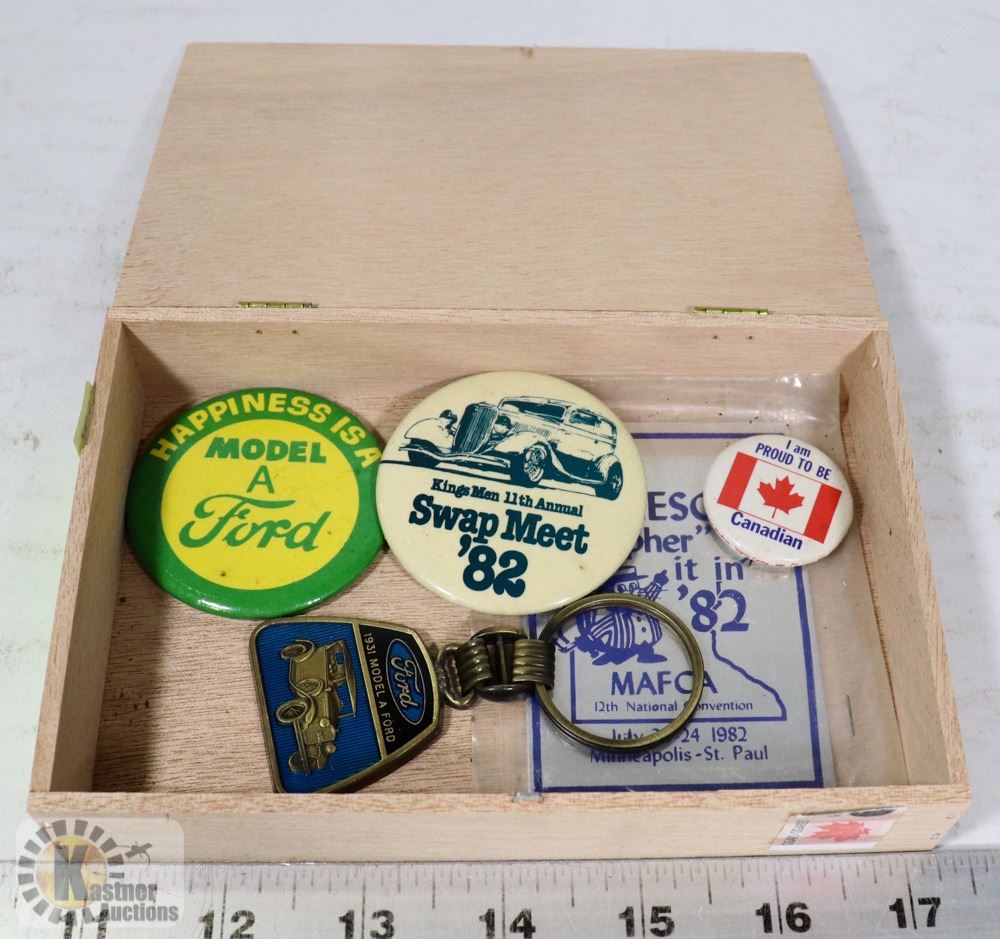 HAPPINESS IS A
MODEL
A
Ford
Kings Men 11th Annual
Swap Meet
'82
I am
PROUD TO BE
Canadian
it in
'82
MAFCA
12th National Convention
July 24 1982
Minneapolis - St. Paul
Ford
1931 MODEL A FORD
Kastner
Auctions
11 12 13 14 15 16 17